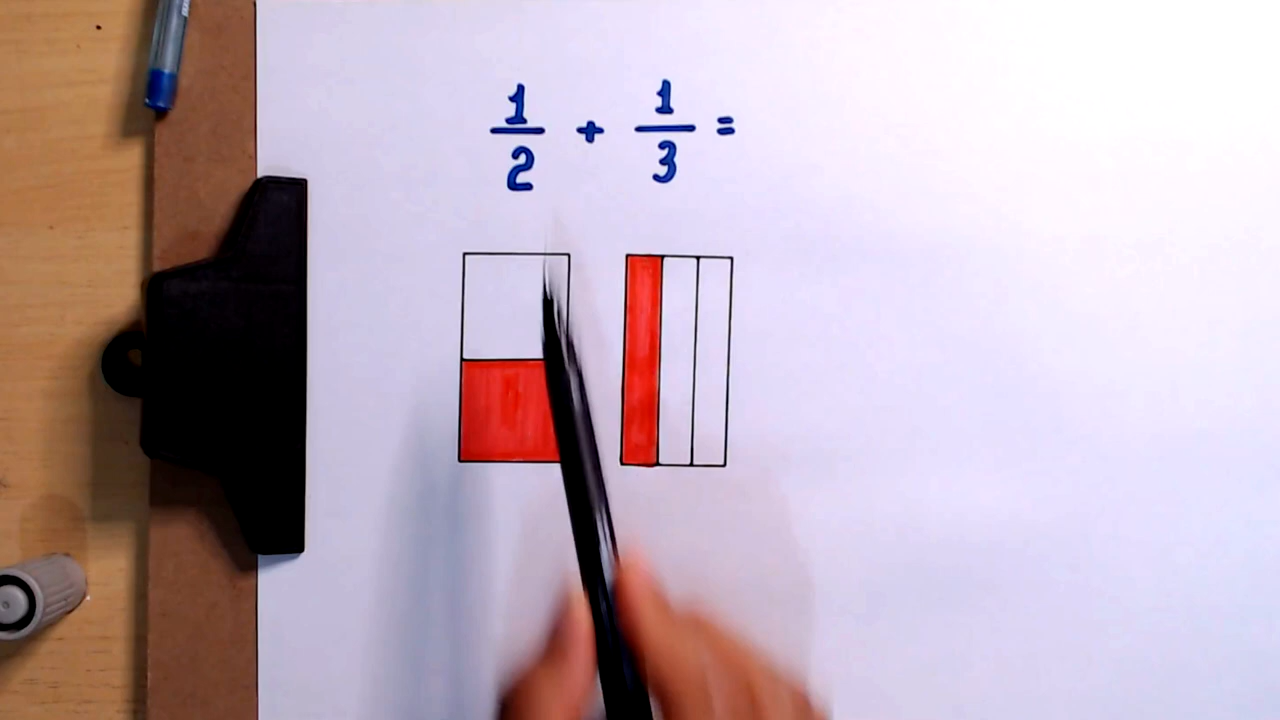 1/2 + 1/3 =